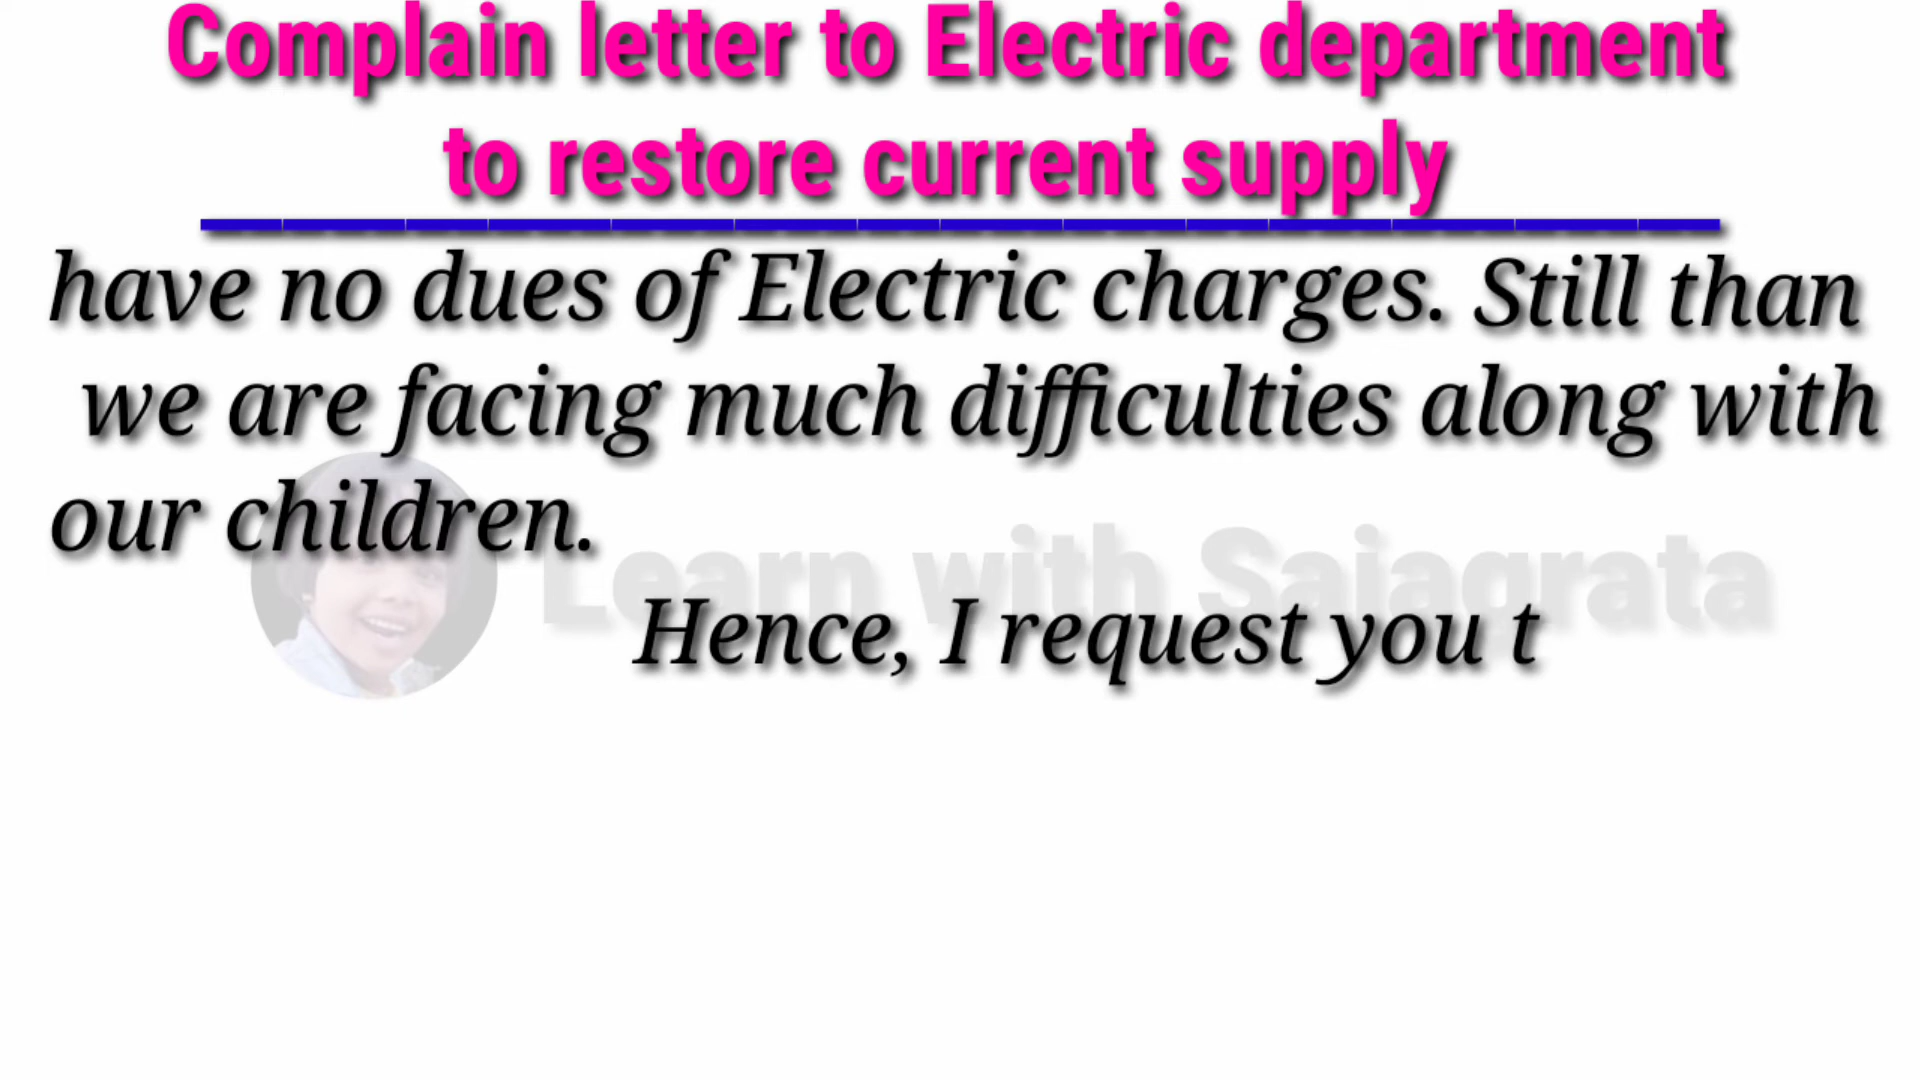 Complain letter to Electric department
to restore current supply
have no dues of Electric charges. Still than
we are facing much difficulties along with
our children.
Learn with Sajagrata
Hence, I request you t